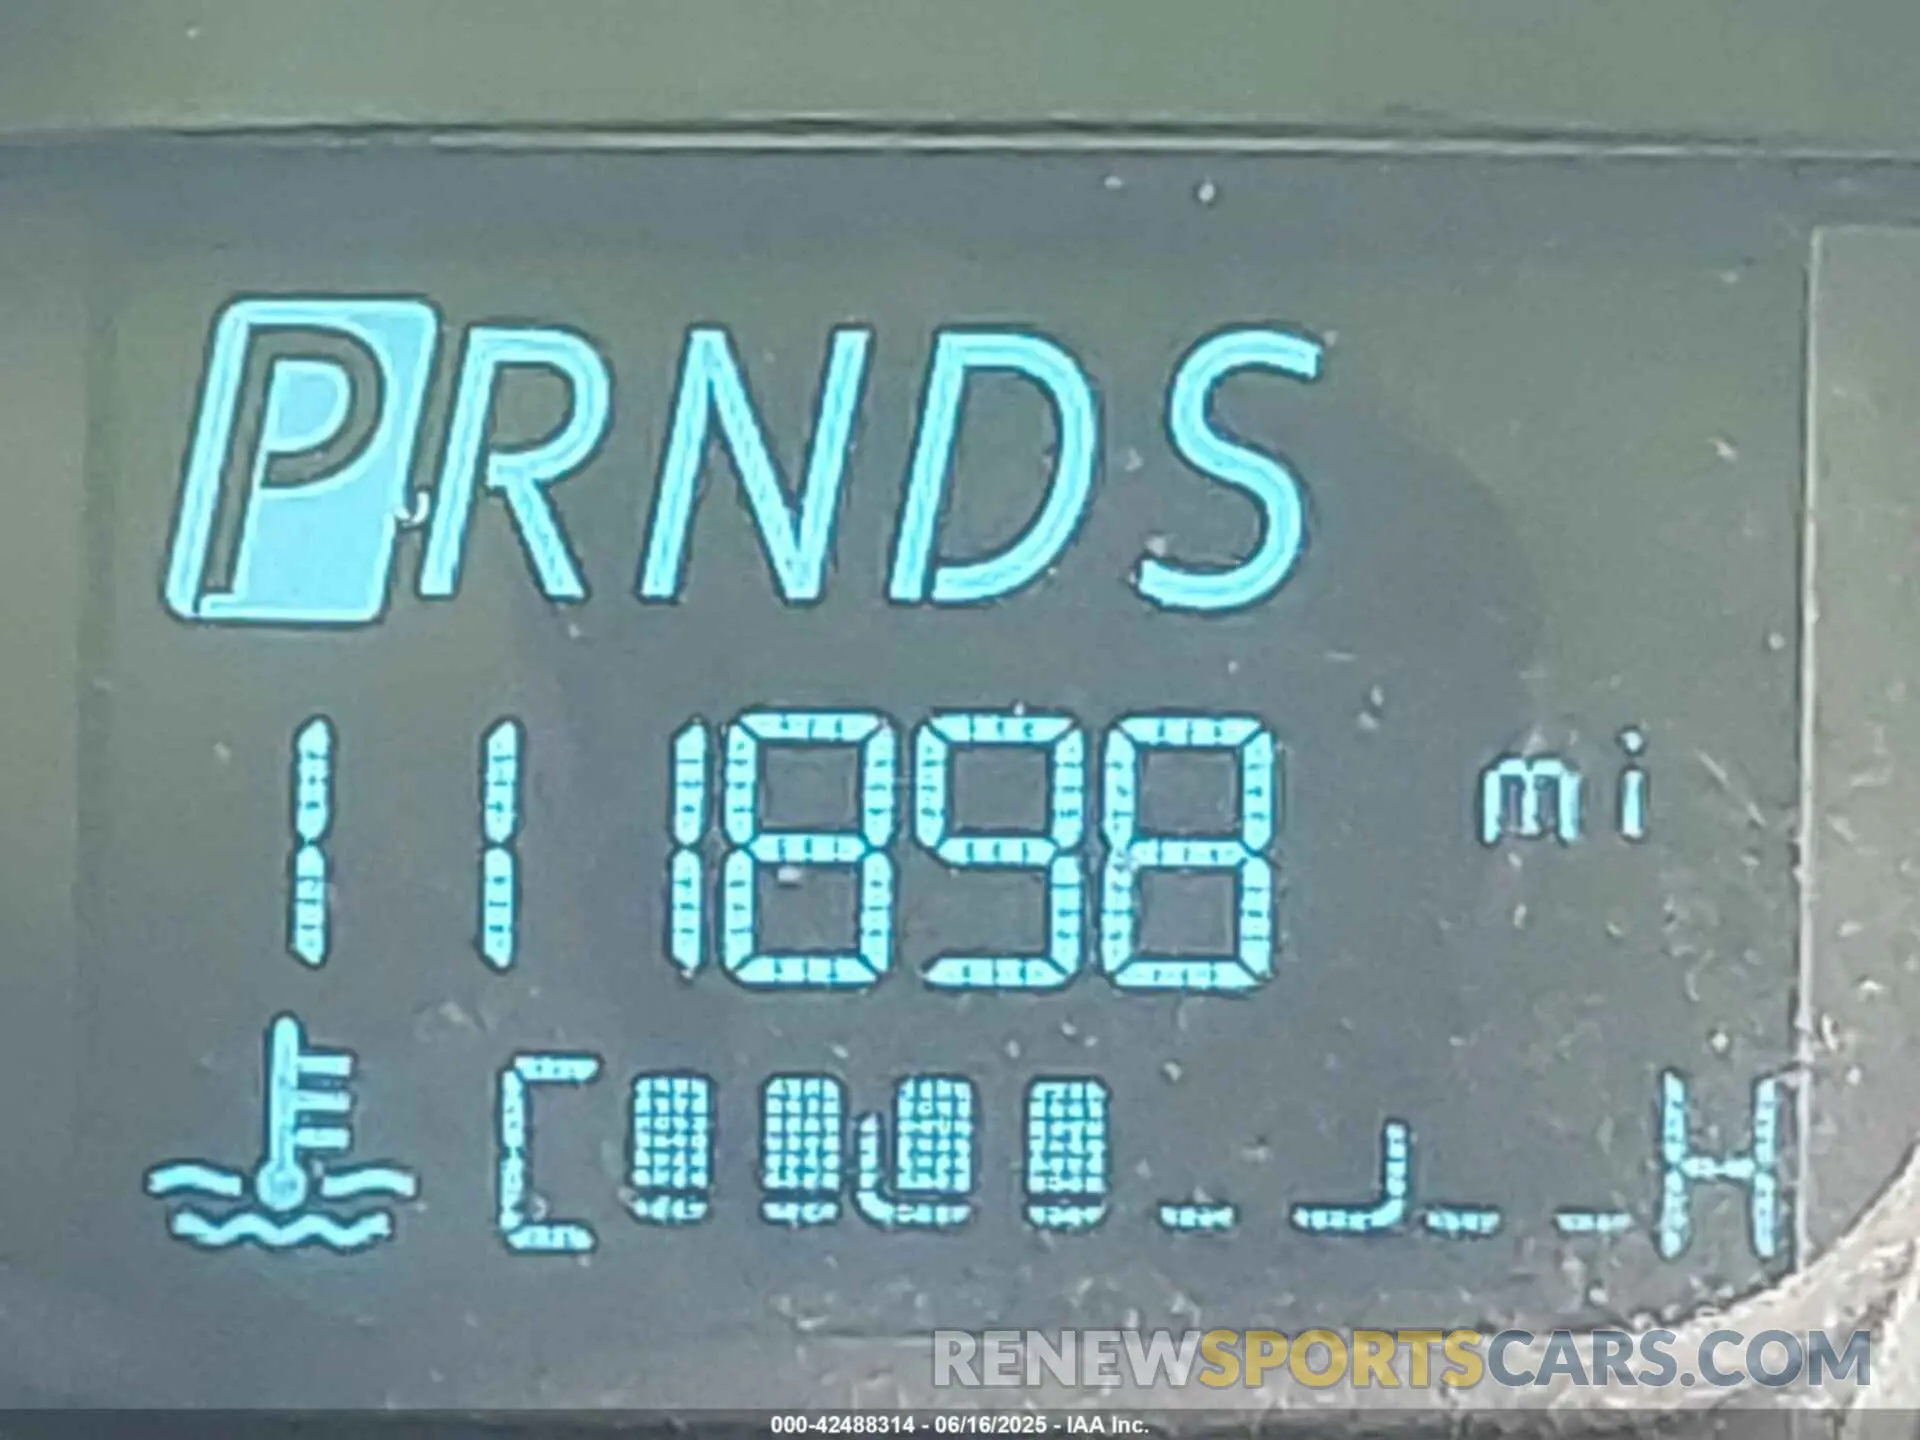 PRNDS
111898 mi
C H
RENEWSPORTSCARS.COM
000-42488314 - 06/16/2025 - IAA Inc.